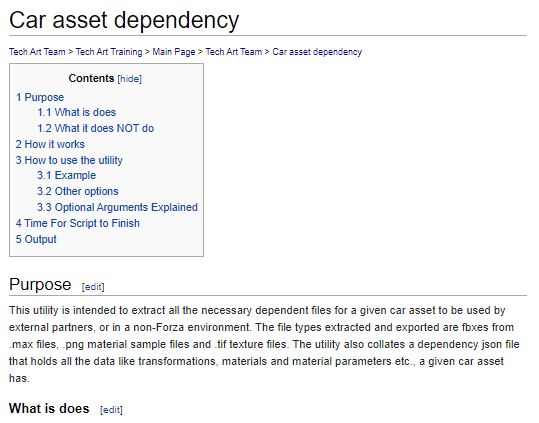 Car asset dependency
Tech Art Team > Tech Art Training > Main Page > Tech Art Team > Car asset dependency
Contents [hide]
1 Purpose
1.1 What is does
1.2 What it does NOT do
2 How it works
3 How to use the utility
3.1 Example
3.2 Other options
3.3 Optional Arguments Explained
4 Time For Script to Finish
5 Output
Purpose [edit]
This utility is intended to extract all the necessary dependent files for a given car asset to be used by
external partners, or in a non-Forza environment. The file types extracted and exported are fbxes from
.max files, .png material sample files and .tif texture files. The utility also collates a dependency json file
that holds all the data like transformations, materials and material parameters etc., a given car asset
has.
What is does [edit]